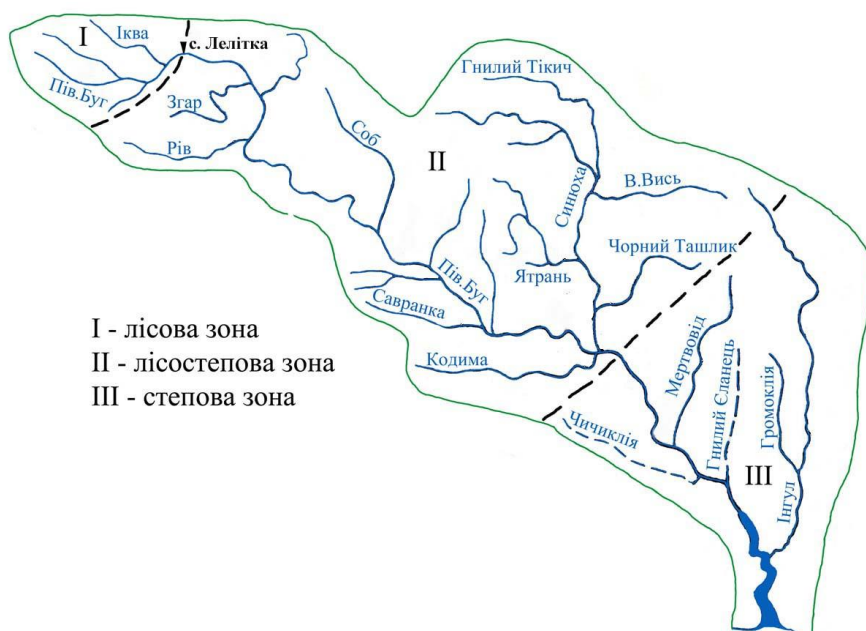 I
Іква
с. Лелітка
Пів.Буг
Згар
Рів
Соб
II
Гнилий Тікич
Синюха
В.Вись
Ятрань
Чорний Ташлик
Пів.Буг
Савранка
Кодима
Мертвовід
Гнилий Єланець
Громоклія
Чичиклія
III
Інгул
I - лісова зона
II - лісостепова зона
III - степова зона